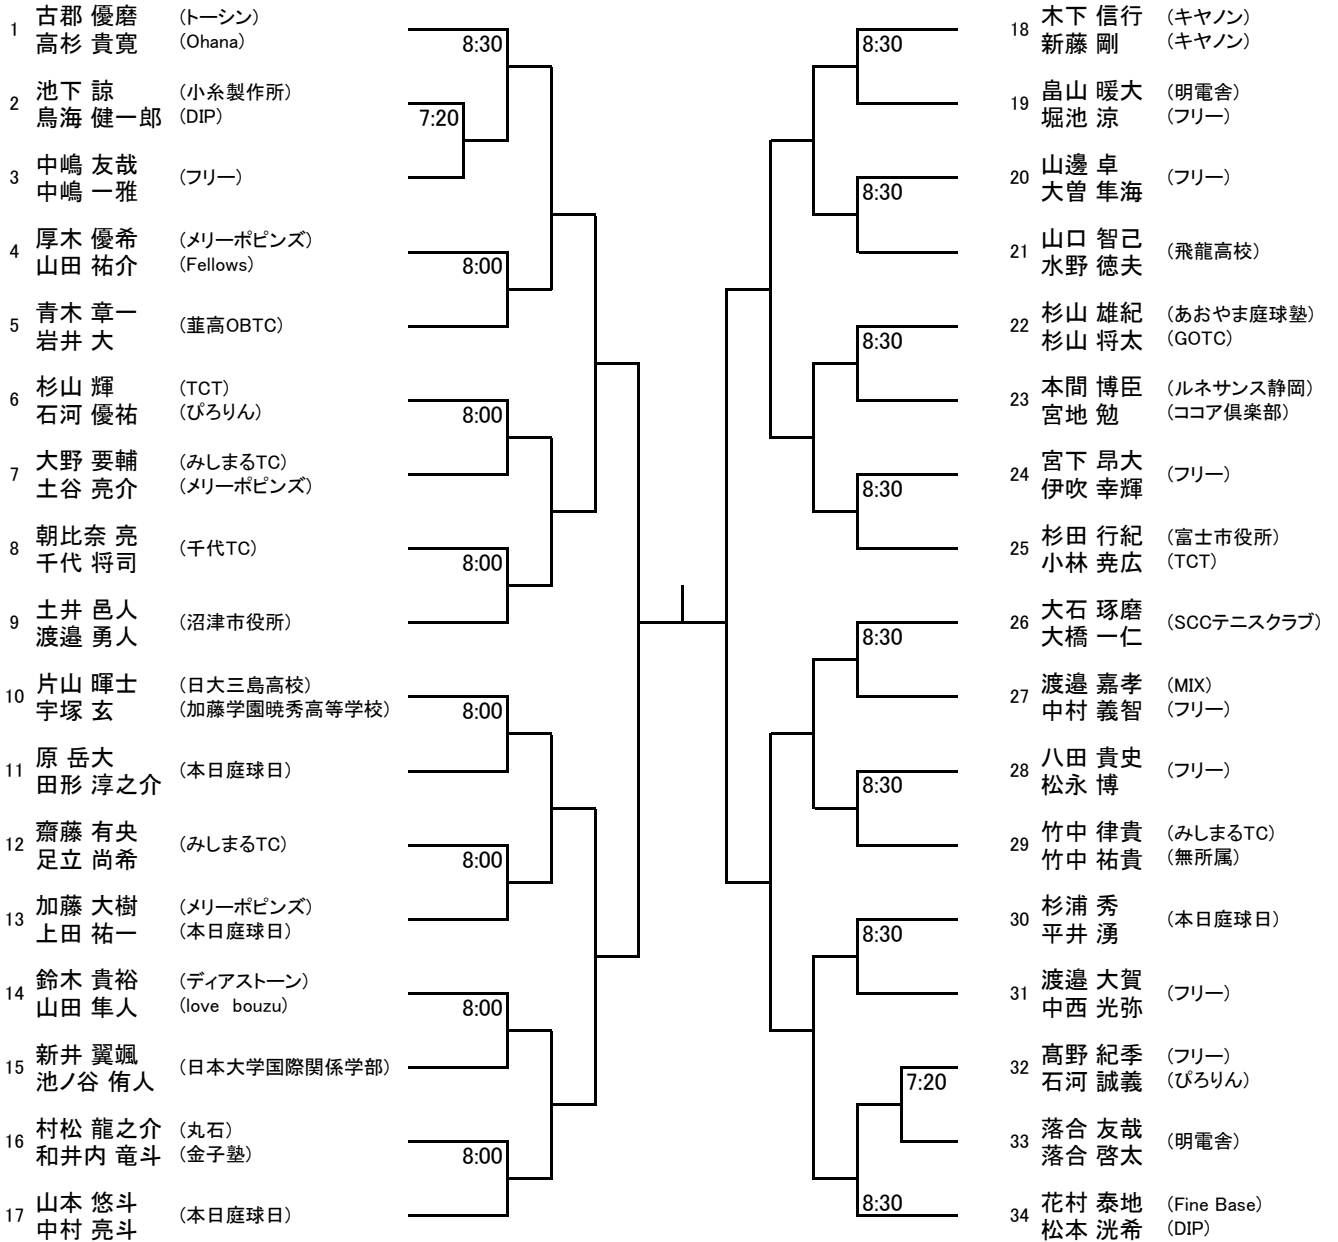 1 古郡 優磨 (トーシン)
高杉 貴寛 (Ohana)
8:30
2 池下 諒 (小糸製作所)
鳥海 健一郎 (DIP)
7:20
3 中嶋 友哉 (フリー)
中嶋 一雅
4 厚木 優希 (メリーポピンズ)
山田 祐介 (Fellows)
8:00
5 青木 章一 (韮高OBTC)
岩井 大
6 杉山 輝 (TCT)
石河 優祐 (ぴろりん)
8:00
7 大野 要輔 (みしまるTC)
土谷 亮介 (メリーポピンズ)
8 朝比奈 亮 (千代TC)
千代 将司
8:00
9 土井 邑人 (沼津市役所)
渡邉 勇人
10 片山 暉士 (日大三島高校)
宇塚 玄 (加藤学園暁秀高等学校)
8:00
11 原 岳大 (本日庭球日)
田形 淳之介
12 齋藤 有央 (みしまるTC)
足立 尚希
8:00
13 加藤 大樹 (メリーポピンズ)
上田 祐一 (本日庭球日)
14 鈴木 貴裕 (ディアストーン)
山田 隼人 (love bouzu)
8:00
15 新井 翼颯 (日本大学国際関係学部)
池ノ谷 侑人
16 村松 龍之介 (丸石)
和井内 竜斗 (金子塾)
8:00
17 山本 悠斗 (本日庭球日)
中村 亮斗
18 木下 信行 (キヤノン)
新藤 剛 (キヤノン)
8:30
19 畠山 暖大 (明電舎)
堀池 涼 (フリー)
20 山邊 卓 (フリー)
大曽 隼海
8:30
21 山口 智己 (飛龍高校)
水野 徳夫
22 杉山 雄紀 (あおやま庭球塾)
杉山 将太 (GOTC)
8:30
23 本間 博臣 (ルネサンス静岡)
宮地 勉 (ココア倶楽部)
24 宮下 昂大 (フリー)
伊吹 幸輝
8:30
25 杉田 行紀 (富士市役所)
小林 尭広 (TCT)
26 大石 琢磨 (SCCテニスクラブ)
大橋 一仁
8:30
27 渡邉 嘉孝 (MIX)
中村 義智 (フリー)
28 八田 貴史 (フリー)
松永 博
8:30
29 竹中 律貴 (みしまるTC)
竹中 祐貴 (無所属)
30 杉浦 秀 (本日庭球日)
平井 湧
8:30
31 渡邉 大賀 (フリー)
中西 光弥
32 髙野 紀季 (フリー)
石河 誠義 (ぴろりん)
7:20
33 落合 友哉 (明電舎)
落合 啓太
8:30
34 花村 泰地 (Fine Base)
松本 洸希 (DIP)